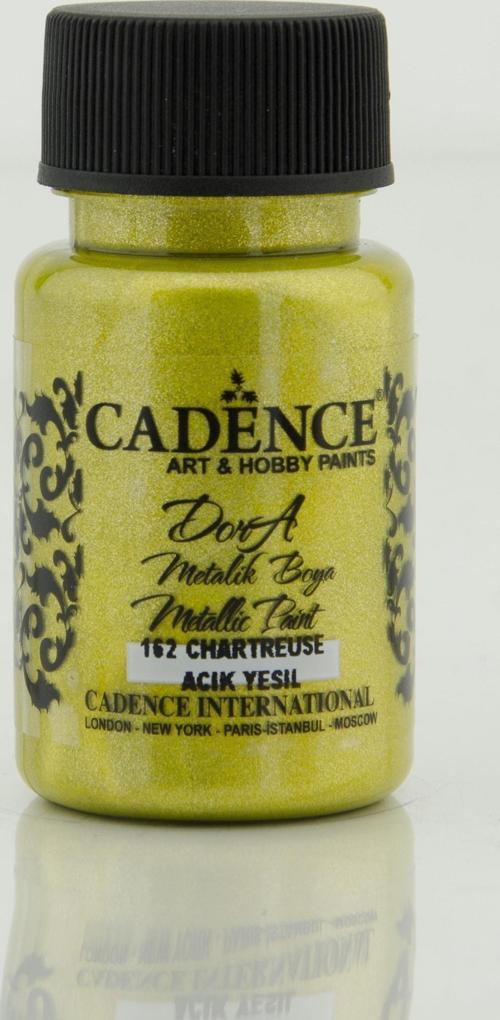 CADENCE®
ART & HOBBY PAINTS
DorA
Metalik Boya
Metallic Paint
162 CHARTREUSE
ACIK YESIL
CADENCE INTERNATIONAL
LONDON - NEW YORK - PARIS-İSTANBUL -MOSCOW